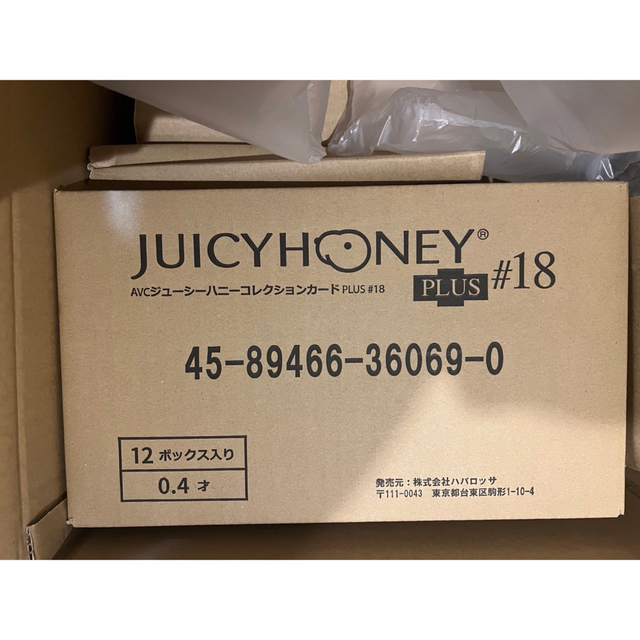 JUICYHONEY®
PLUS #18
AVCジューシーハニーコレクションカード PLUS #18
45-89466-36069-0
12 ボックス入り
0.4 才
発売元：株式会社ハバロッサ
〒111-0043 東京都台東区駒形1-10-4